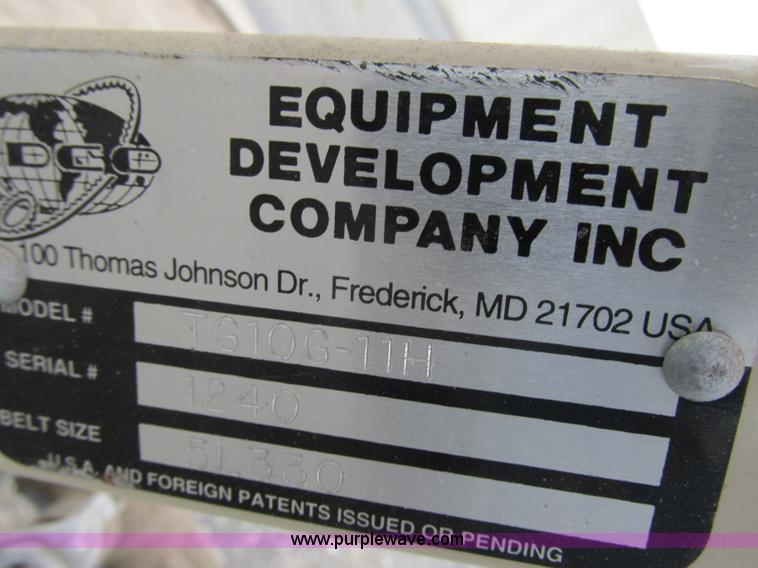 EQUIPMENT
DEVELOPMENT
COMPANY INC
DGO
100 Thomas Johnson Dr., Frederick, MD 21702 USA
MODEL # TG10G-11H
SERIAL # 1240
BELT SIZE 5L330
U.S.A. AND FOREIGN PATENTS ISSUED OR PENDING
www.purplewave.com